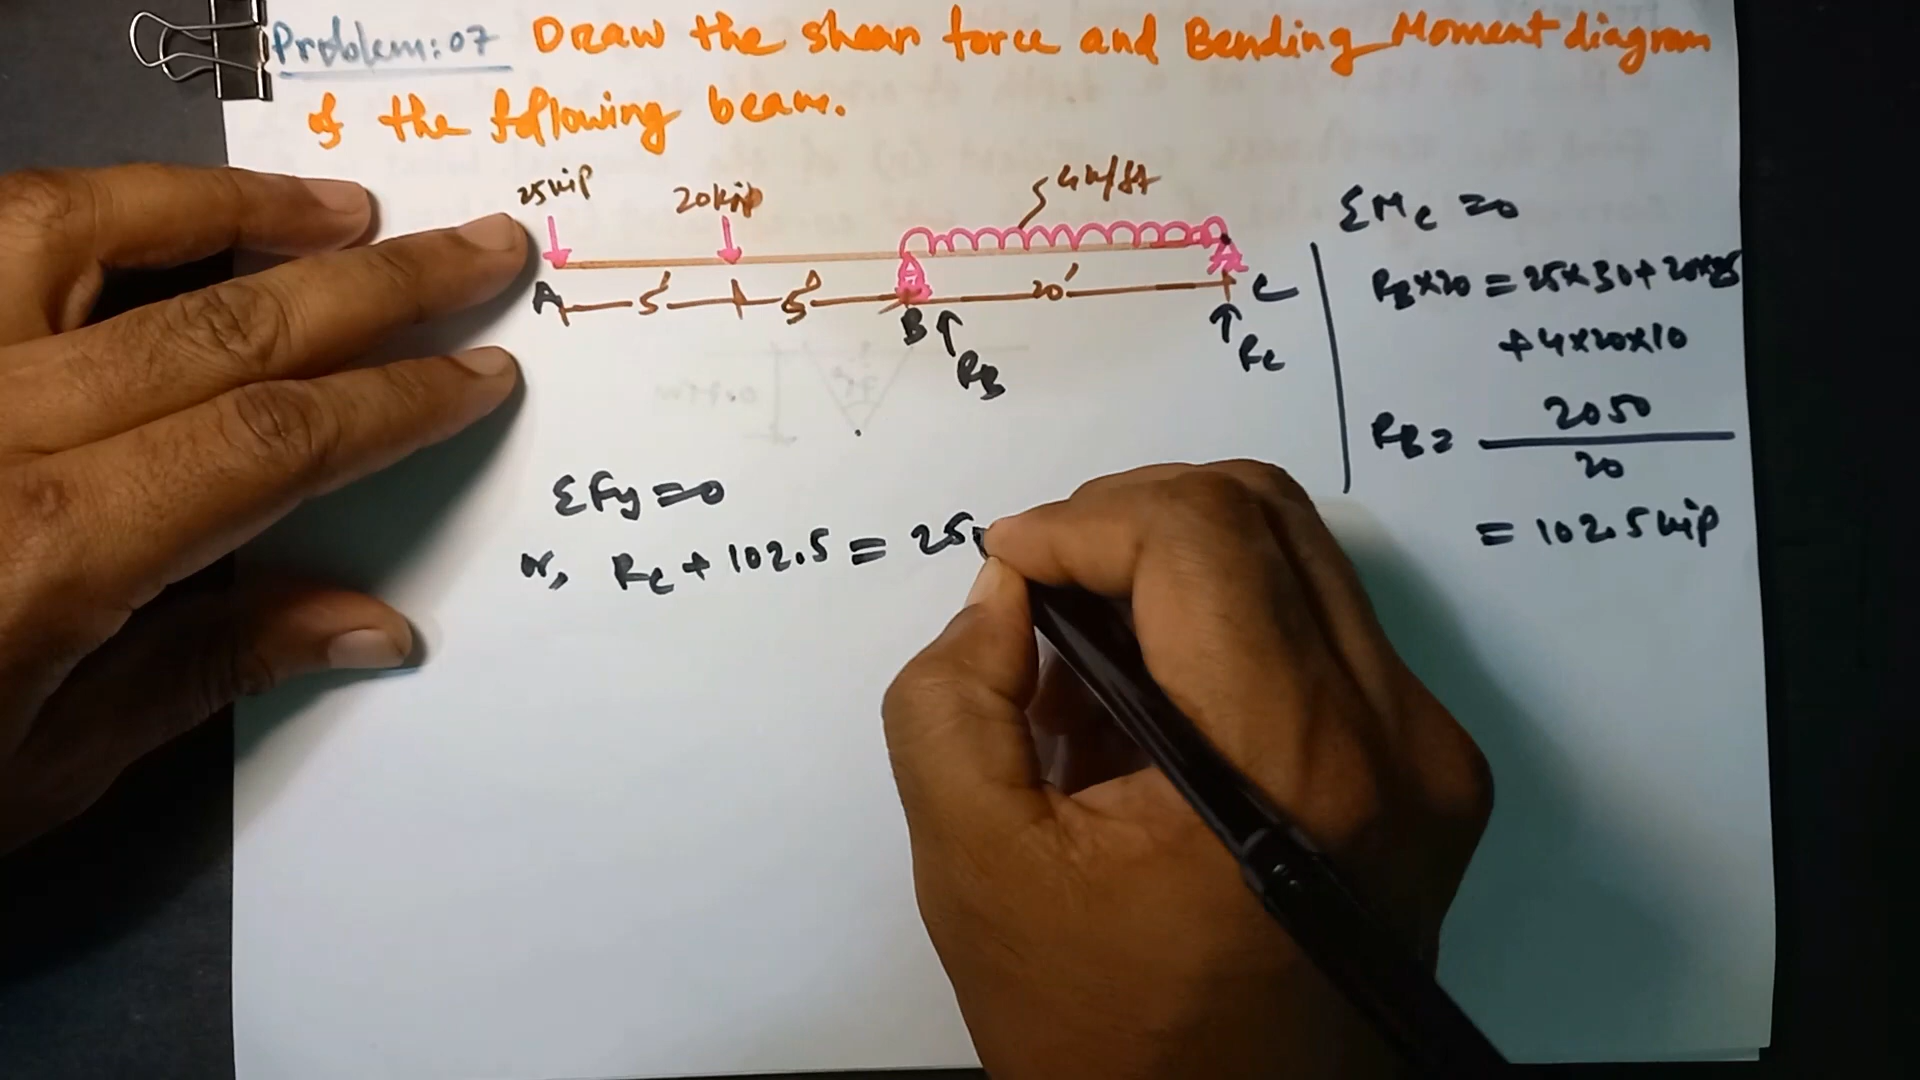 Problem: 07 Draw the shear force and Bending Moment diagram
of the following beam.
25kip 20kip 4k/ft
A 5' 5' B 20' C
RB RC
ΣMc = 0
RB×20 = 25×30+20×25
+4×20×10
RB = 2050
20
= 102.5 kip
ΣFy = 0
or, Rc + 102.5 = 25